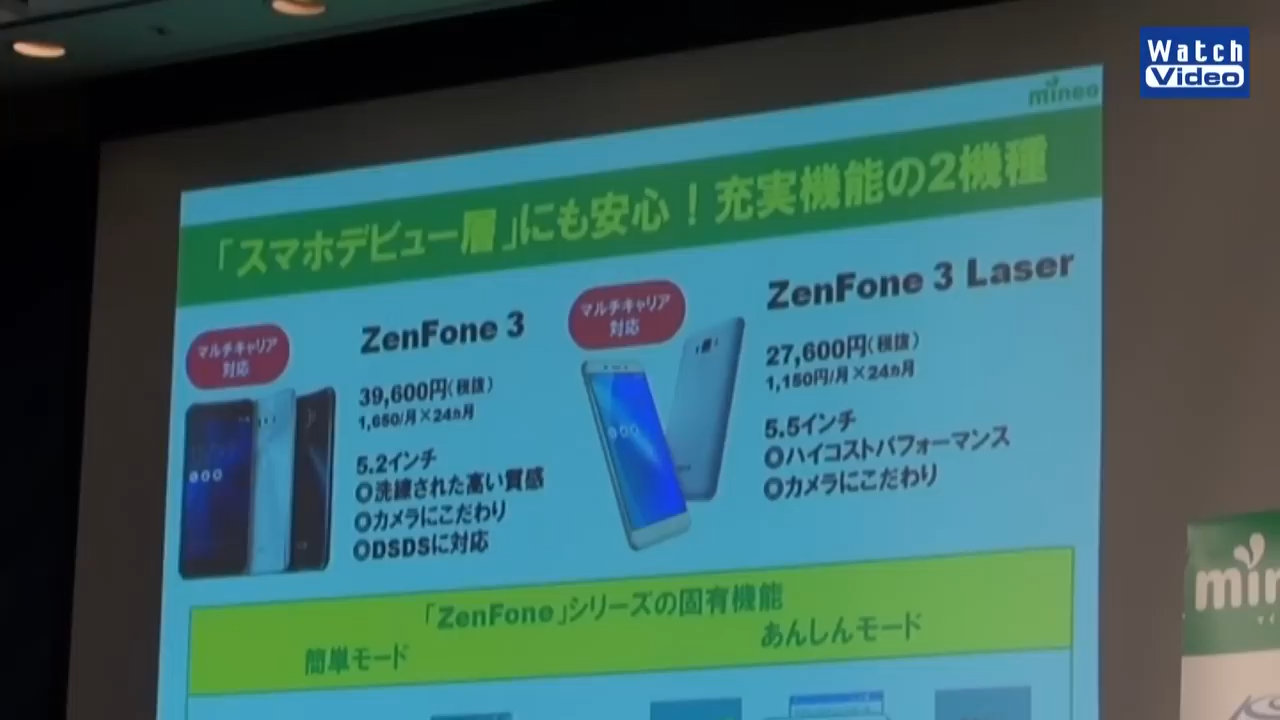 Watch
Video
mineo
「スマホデビュー層」にも安心！充実機能の2機種
マルチキャリア
対応
ZenFone 3
39,600円(税抜)
1,650/月×24ヵ月
5.2インチ
◎洗練された高い質感
◎カメラにこだわり
◎DSDSに対応
マルチキャリア
対応
ZenFone 3 Laser
27,600円(税抜)
1,150円/月×24ヵ月
5.5インチ
◎ハイコストパフォーマンス
◎カメラにこだわり
「ZenFone」シリーズの固有機能
簡単モード
あんしんモード
min